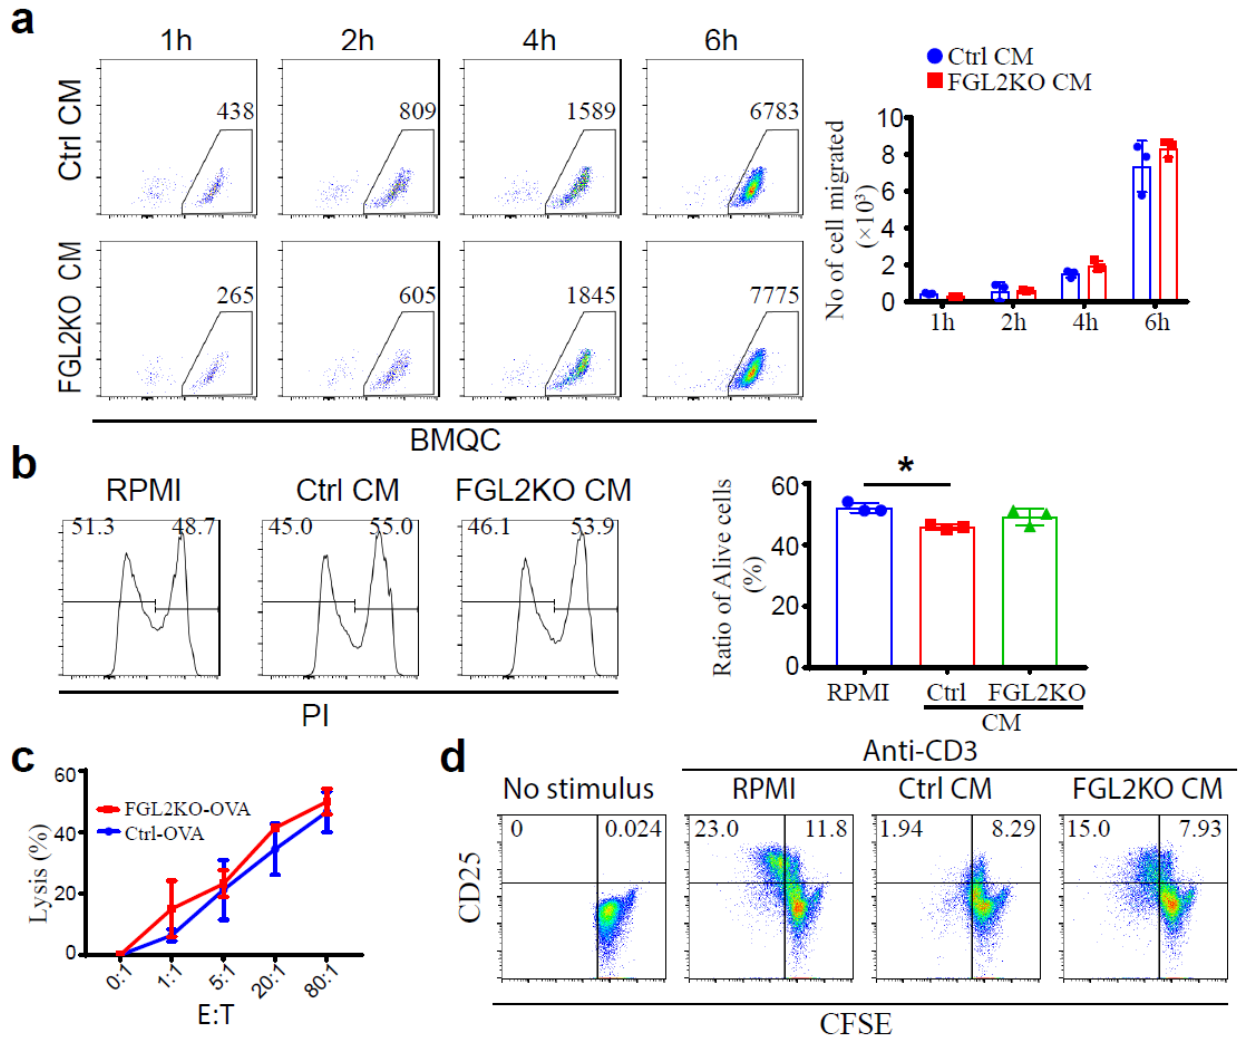 a
1h 2h 4h 6h
Ctrl CM
438 809 1589 6783
FGL2KO CM
265 605 1845 7775
BMQC
Ctrl CM
FGL2KO CM
No of cell migrated
(×10³)
10
8
6
4
2
0
1h 2h 4h 6h
b
RPMI Ctrl CM FGL2KO CM
51.3 48.7 45.0 55.0 46.1 53.9
PI
*
Ratio of Alive cells
(%)
60
40
20
0
RPMI Ctrl FGL2KO
CM
c
Lysis (%)
60
40
20
0
FGL2KO-OVA
Ctrl-OVA
0:1 1:1 5:1 20:1 80:1
E:T
d
Anti-CD3
No stimulus RPMI Ctrl CM FGL2KO CM
0 0.024 23.0 11.8 1.94 8.29 15.0 7.93
CD25
CFSE